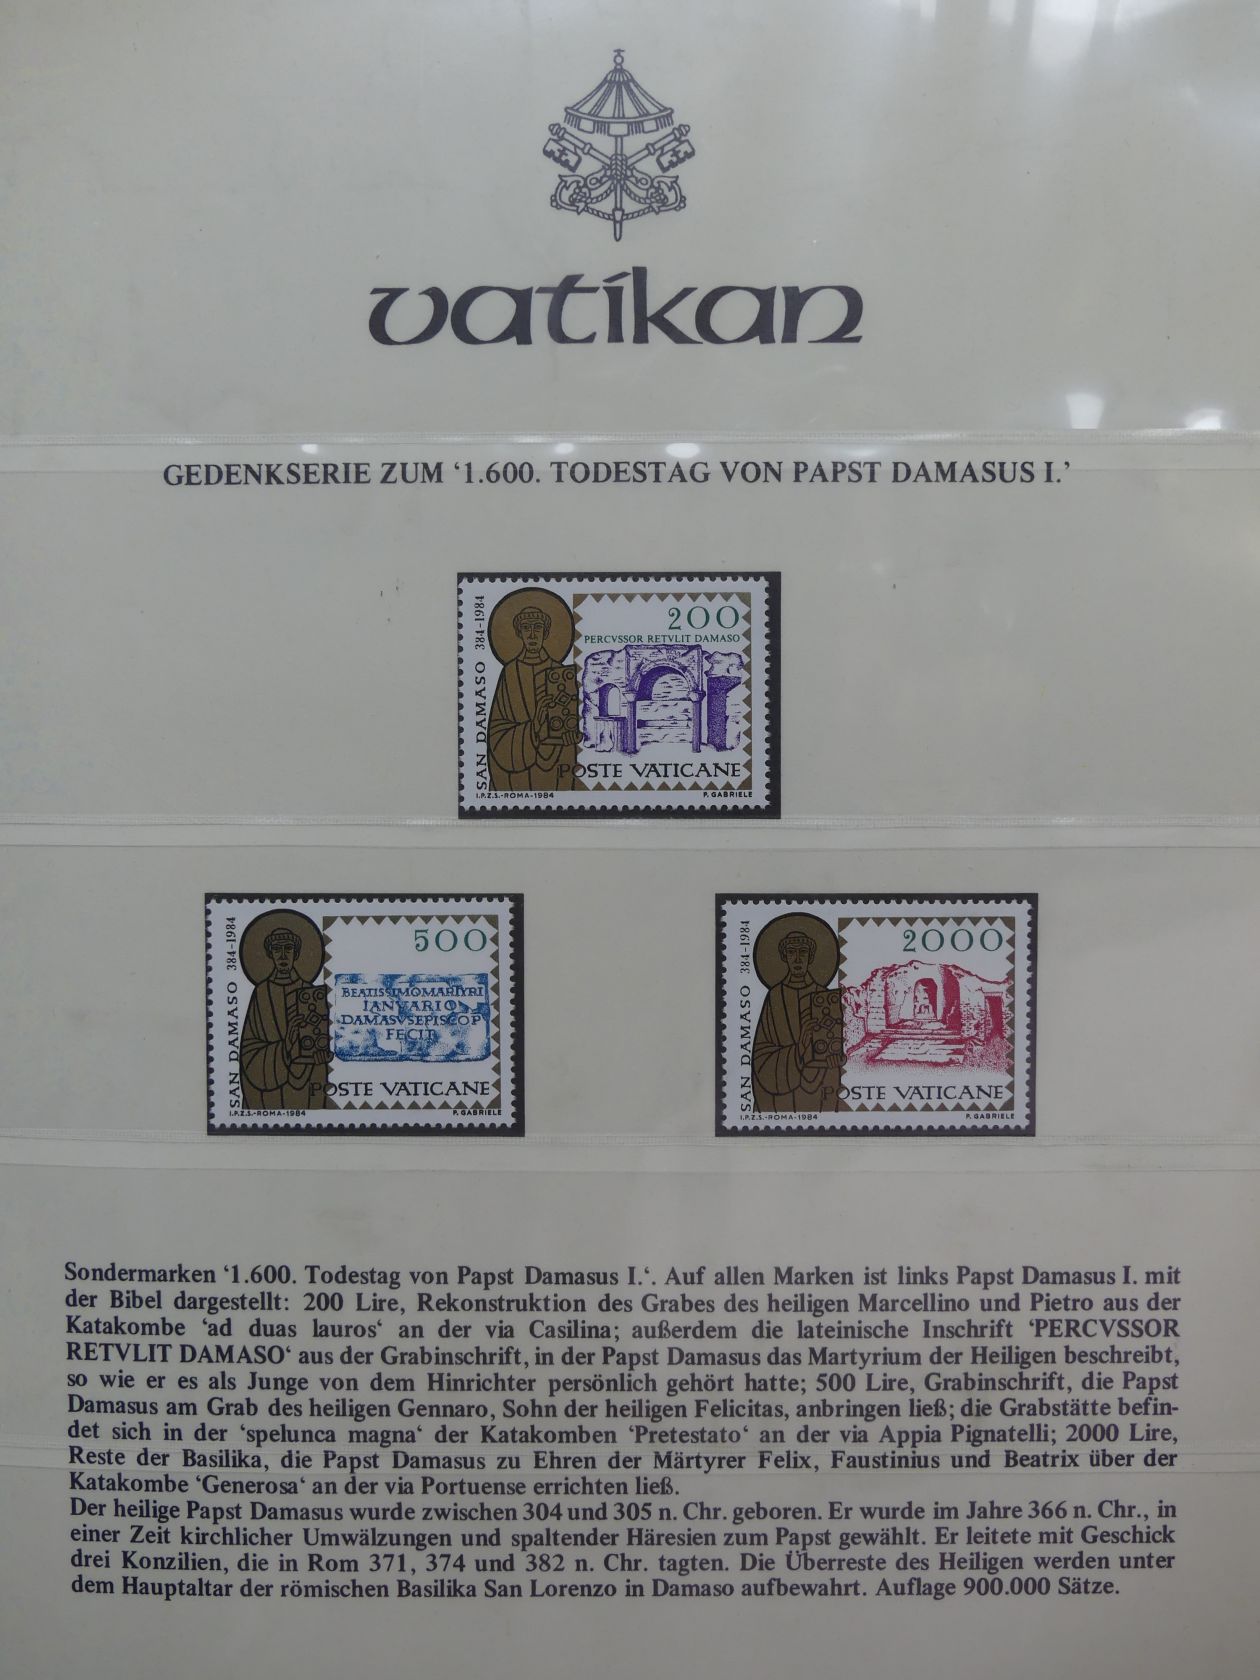 vatikan
GEDENKSERIE ZUM ‘1.600. TODESTAG VON PAPST DAMASUS I.’
SAN DAMASO 384-1984
200
PERCVSSOR RETVLIT DAMASO
POSTE VATICANE
I.P.Z.S.-ROMA-1984
P. GABRIELE
SAN DAMASO 384-1984
500
BEATISSIMOMARTYRI
IANVARIO
DAMASVSEPISCOP
FECIT
POSTE VATICANE
I.P.Z.S.-ROMA-1984
P. GABRIELE
SAN DAMASO 384-1984
2000
POSTE VATICANE
I.P.Z.S.-ROMA-1984
P. GABRIELE
Sondermarken ‘1.600. Todestag von Papst Damasus I.‘. Auf allen Marken ist links Papst Damasus I. mit
der Bibel dargestellt: 200 Lire, Rekonstruktion des Grabes des heiligen Marcellino und Pietro aus der
Katakombe ‘ad duas lauros‘ an der via Casilina; außerdem die lateinische Inschrift ‘PERCVSSOR
RETVLIT DAMASO‘ aus der Grabinschrift, in der Papst Damasus das Martyrium der Heiligen beschreibt,
so wie er es als Junge von dem Hinrichter persönlich gehört hatte; 500 Lire, Grabinschrift, die Papst
Damasus am Grab des heiligen Gennaro, Sohn der heiligen Felicitas, anbringen ließ; die Grabstätte befin-
det sich in der ‘spelunca magna‘ der Katakomben ‘Pretestato‘ an der via Appia Pignatelli; 2000 Lire,
Reste der Basilika, die Papst Damasus zu Ehren der Märtyrer Felix, Faustinius und Beatrix über der
Katakombe ‘Generosa‘ an der via Portuense errichten ließ.
Der heilige Papst Damasus wurde zwischen 304 und 305 n. Chr. geboren. Er wurde im Jahre 366 n. Chr., in
einer Zeit kirchlicher Umwälzungen und spaltender Häresien zum Papst gewählt. Er leitete mit Geschick
drei Konzilien, die in Rom 371, 374 und 382 n. Chr. tagten. Die Überreste des Heiligen werden unter
dem Hauptaltar der römischen Basilika San Lorenzo in Damaso aufbewahrt. Auflage 900.000 Sätze.